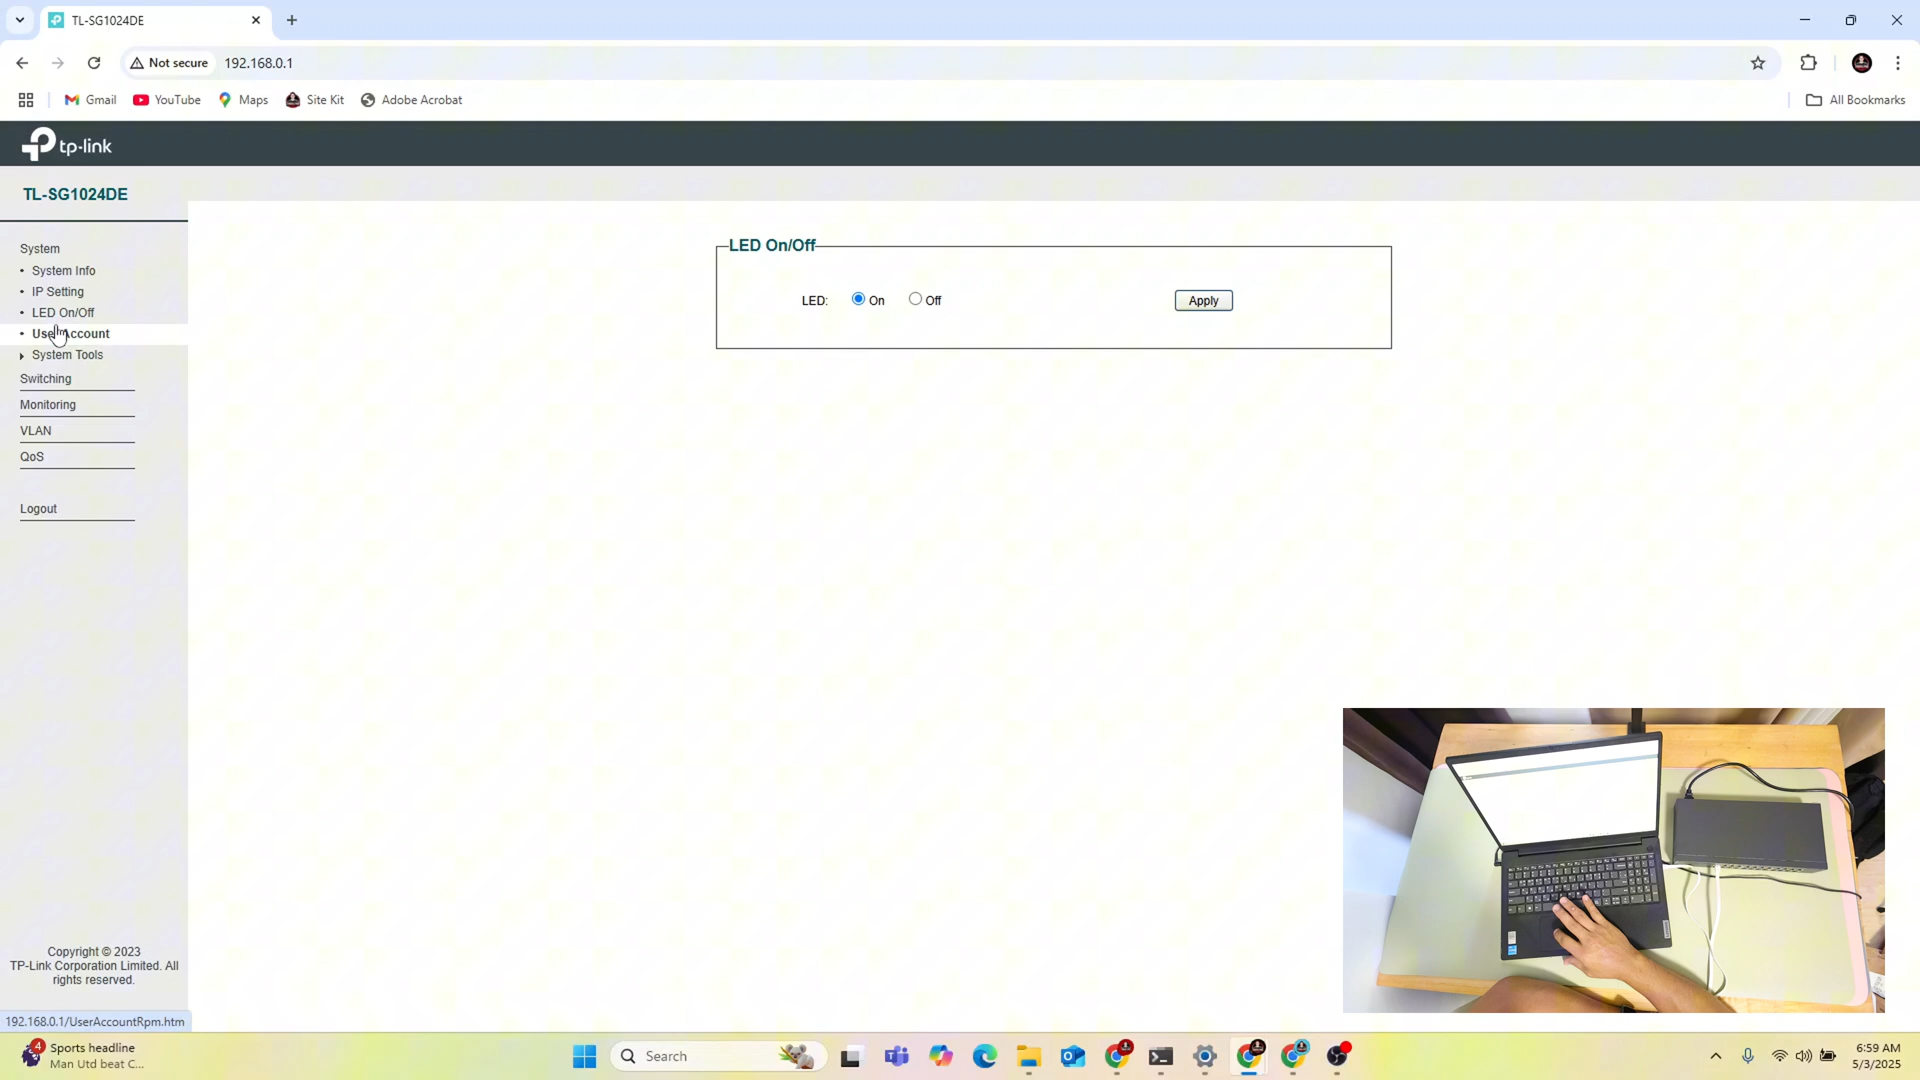 TL-SG1024DE
Not secure
192.168.0.1
Gmail
YouTube
Maps
Site Kit
Adobe Acrobat
All Bookmarks
tp-link
TL-SG1024DE
System
System Info
IP Setting
LED On/Off
User Account
System Tools
Switching
Monitoring
VLAN
QoS
Logout
LED On/Off
LED: On Off
Apply
Copyright © 2023
TP-Link Corporation Limited. All
rights reserved.
192.168.0.1/UserAccountRpm.htm
4
Sports headline
Man Utd beat C...
Search
6:59 AM
5/3/2025